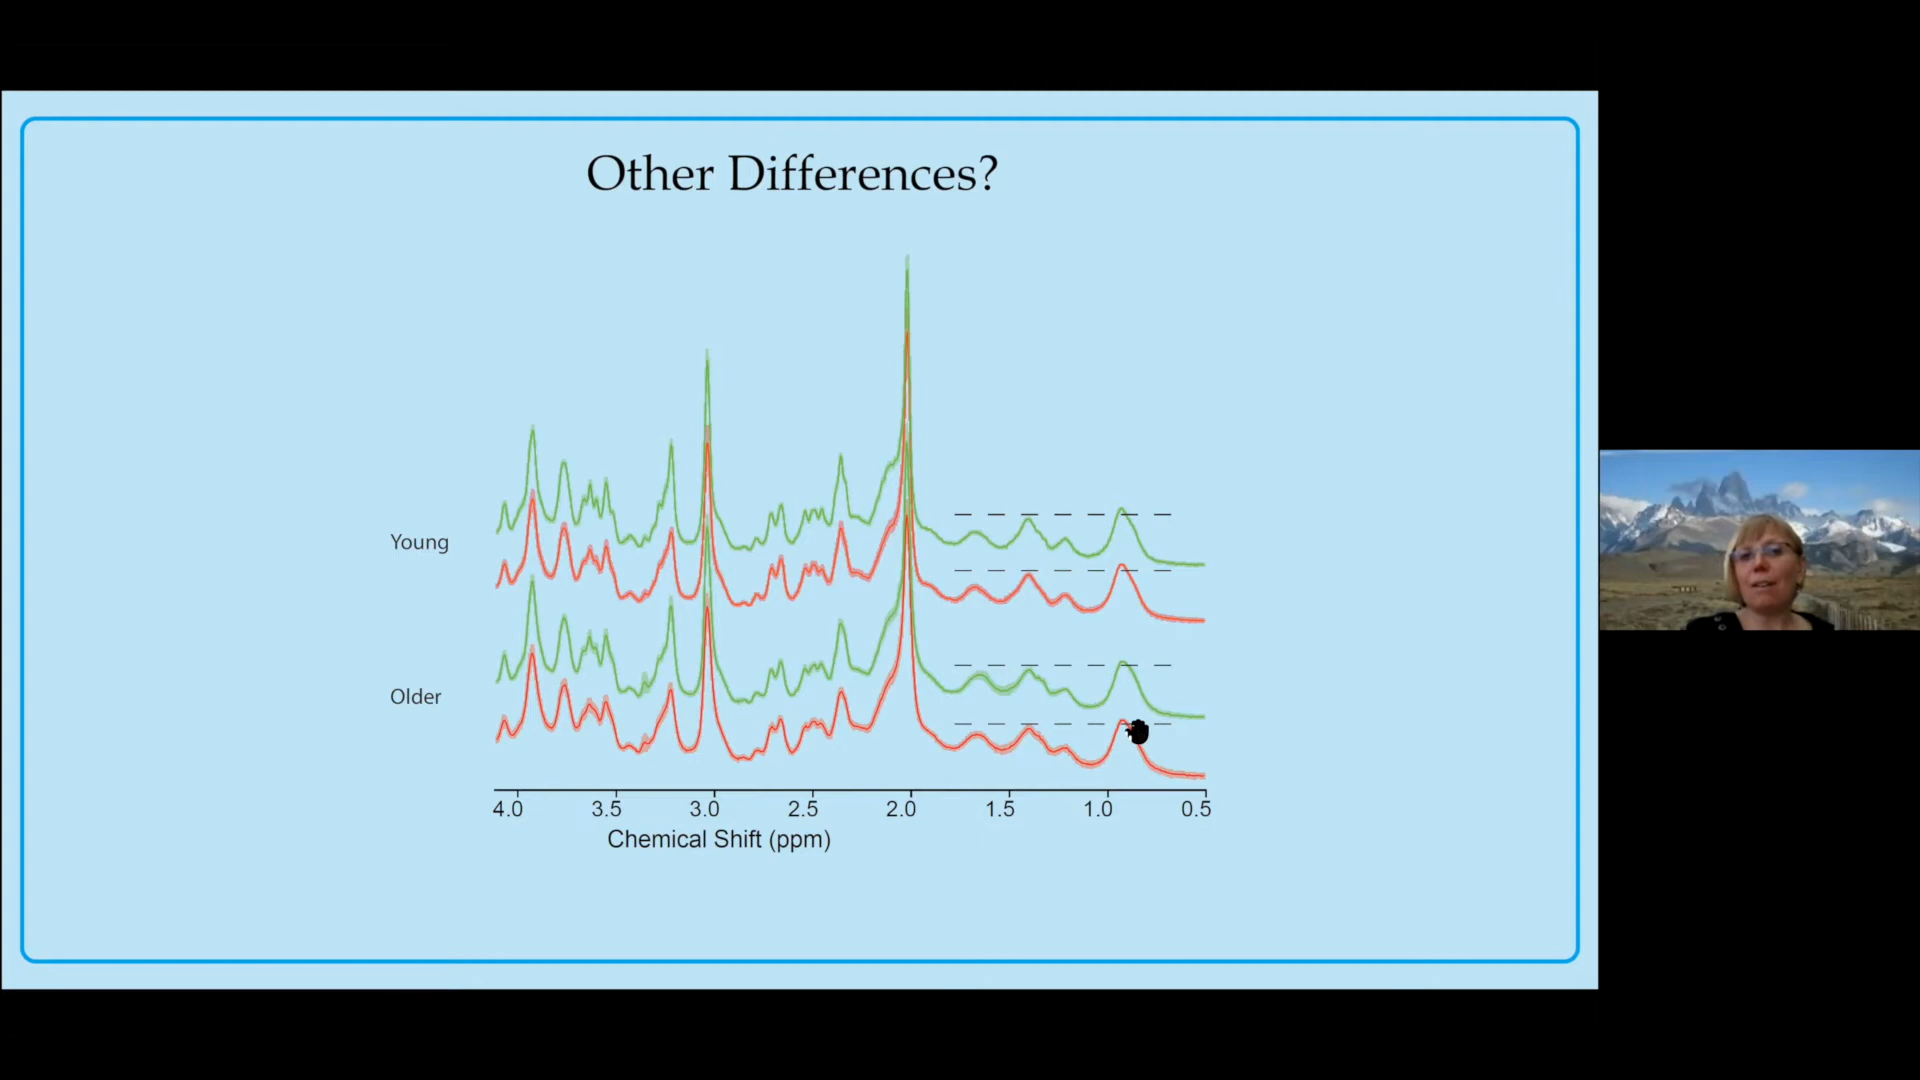 Other Differences?
Young
Older
4.0 3.5 3.0 2.5 2.0 1.5 1.0 0.5
Chemical Shift (ppm)